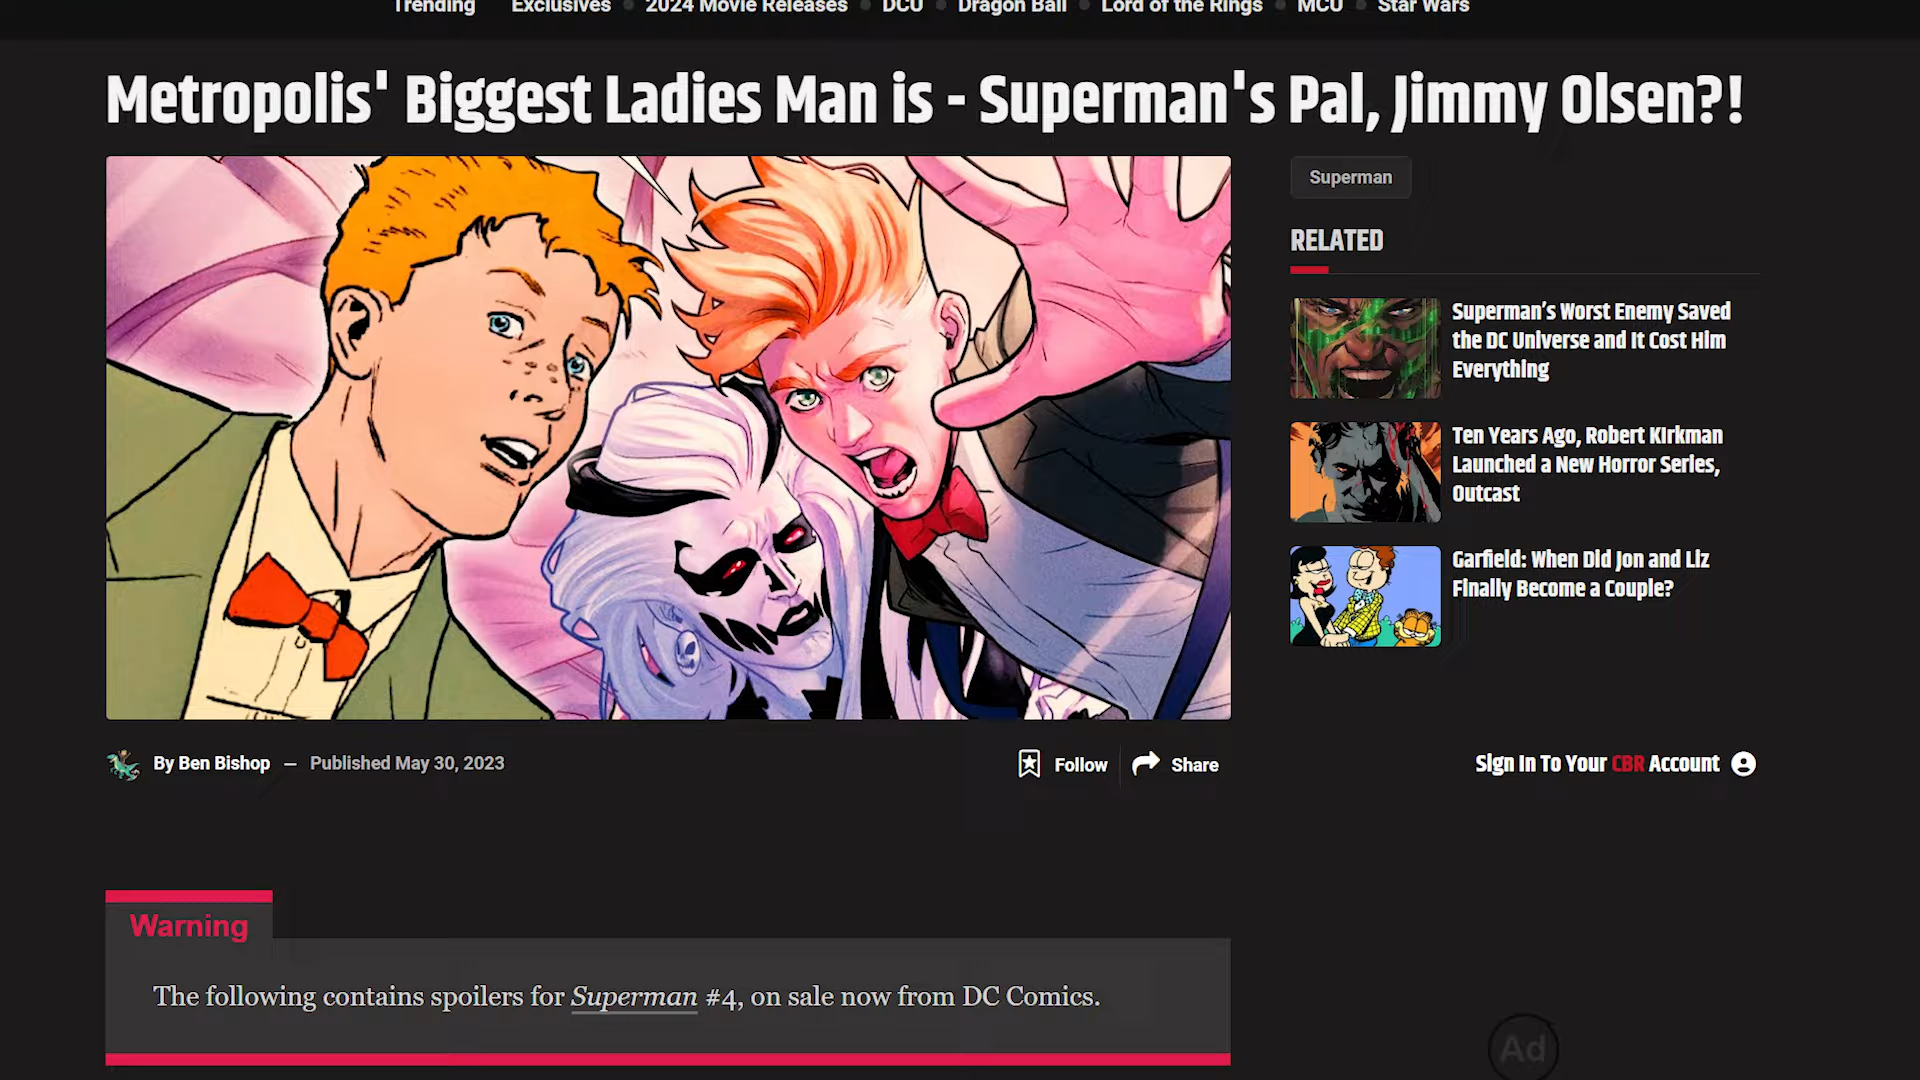 Trending Exclusives 2024 Movie Releases DCU Dragon Ball Lord of the Rings MCU Star Wars
Metropolis' Biggest Ladies Man is - Superman's Pal, Jimmy Olsen?!
Superman
RELATED
Superman’s Worst Enemy Saved
the DC Universe and It Cost Him
Everything
Ten Years Ago, Robert Kirkman
Launched a New Horror Series,
Outcast
Garfield: When Did Jon and Liz
Finally Become a Couple?
By Ben Bishop — Published May 30, 2023
Follow
Share
Sign In To Your CBR Account
Warning
The following contains spoilers for Superman #4, on sale now from DC Comics.
Ad